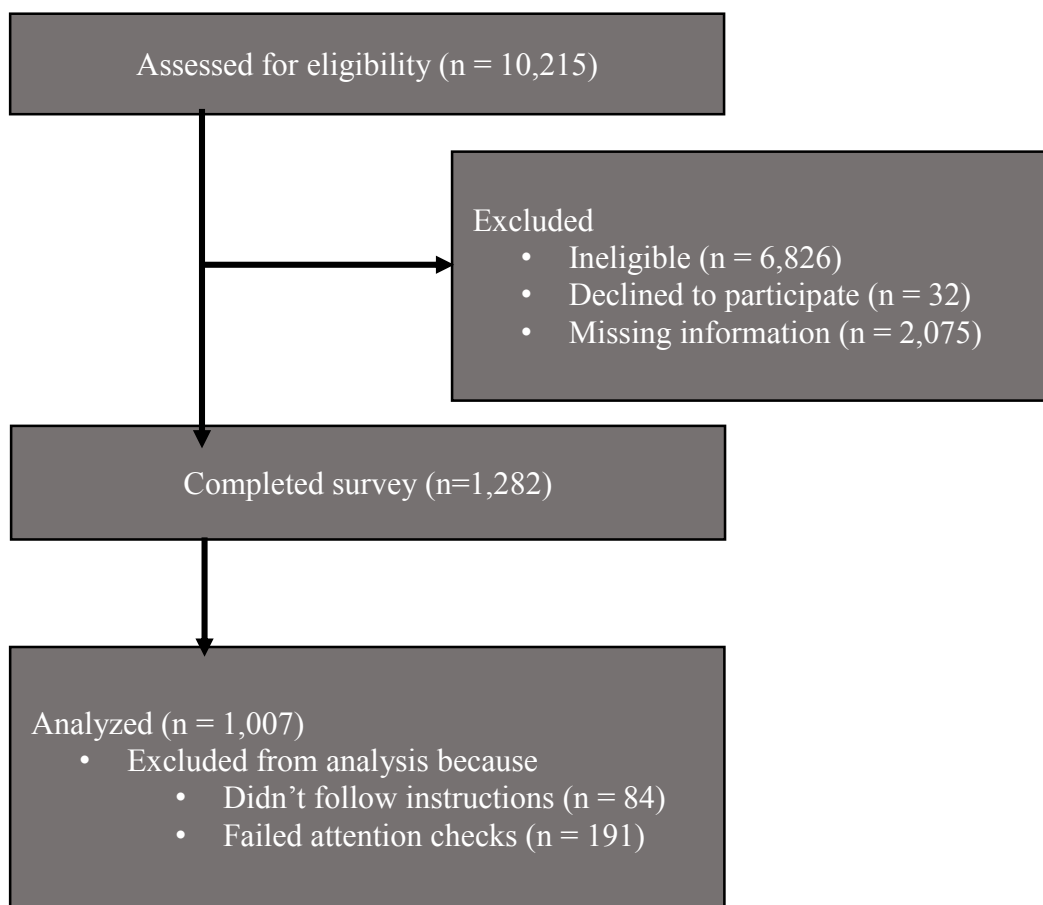 Assessed for eligibility (n = 10,215)
Excluded
• Ineligible (n = 6,826)
• Declined to participate (n = 32)
• Missing information (n = 2,075)
Completed survey (n=1,282)
Analyzed (n = 1,007)
• Excluded from analysis because
• Didn’t follow instructions (n = 84)
• Failed attention checks (n = 191)